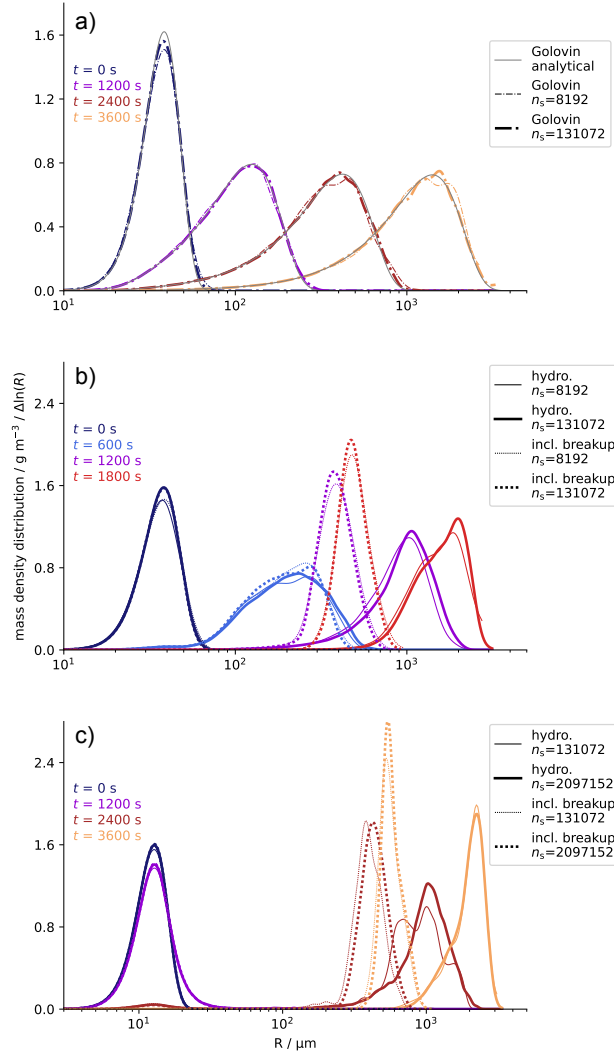 a)
1.6
1.2
0.8
0.4
0.0
t = 0 s
t = 1200 s
t = 2400 s
t = 3600 s
Golovin
analytical
Golovin
nₛ=8192
Golovin
nₛ=131072
10¹ 10² 10³
b)
2.4
1.6
0.8
0.0
t = 0 s
t = 600 s
t = 1200 s
t = 1800 s
hydro.
nₛ=8192
hydro.
nₛ=131072
incl. breakup
nₛ=8192
incl. breakup
nₛ=131072
mass density distribution / g m⁻³ / Δln(R)
10¹ 10² 10³
c)
2.4
1.6
0.8
0.0
t = 0 s
t = 1200 s
t = 2400 s
t = 3600 s
hydro.
nₛ=131072
hydro.
nₛ=2097152
incl. breakup
nₛ=131072
incl. breakup
nₛ=2097152
10¹ 10² 10³
R / μm